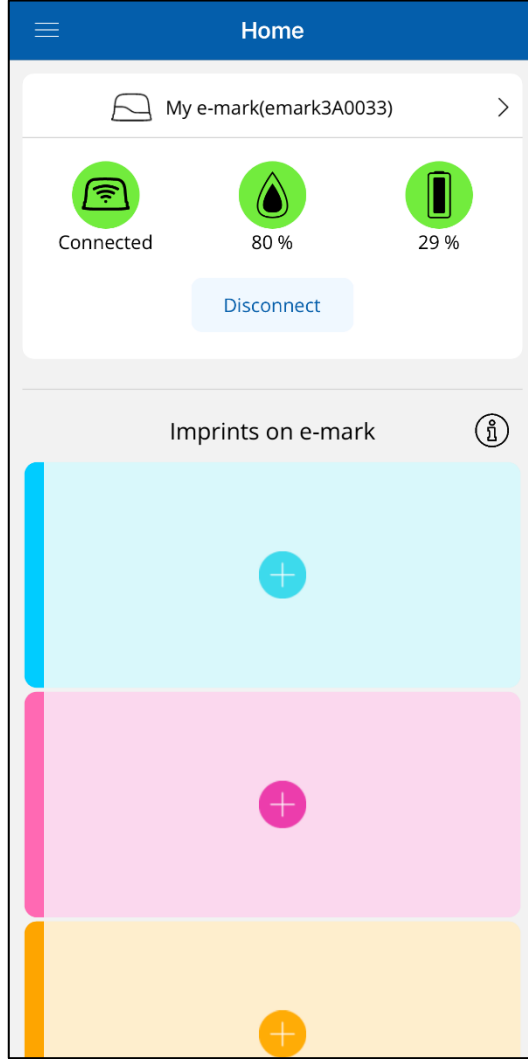 Home
My e-mark(emark3A0033)
Connected
80 %
29 %
Disconnect
Imprints on e-mark